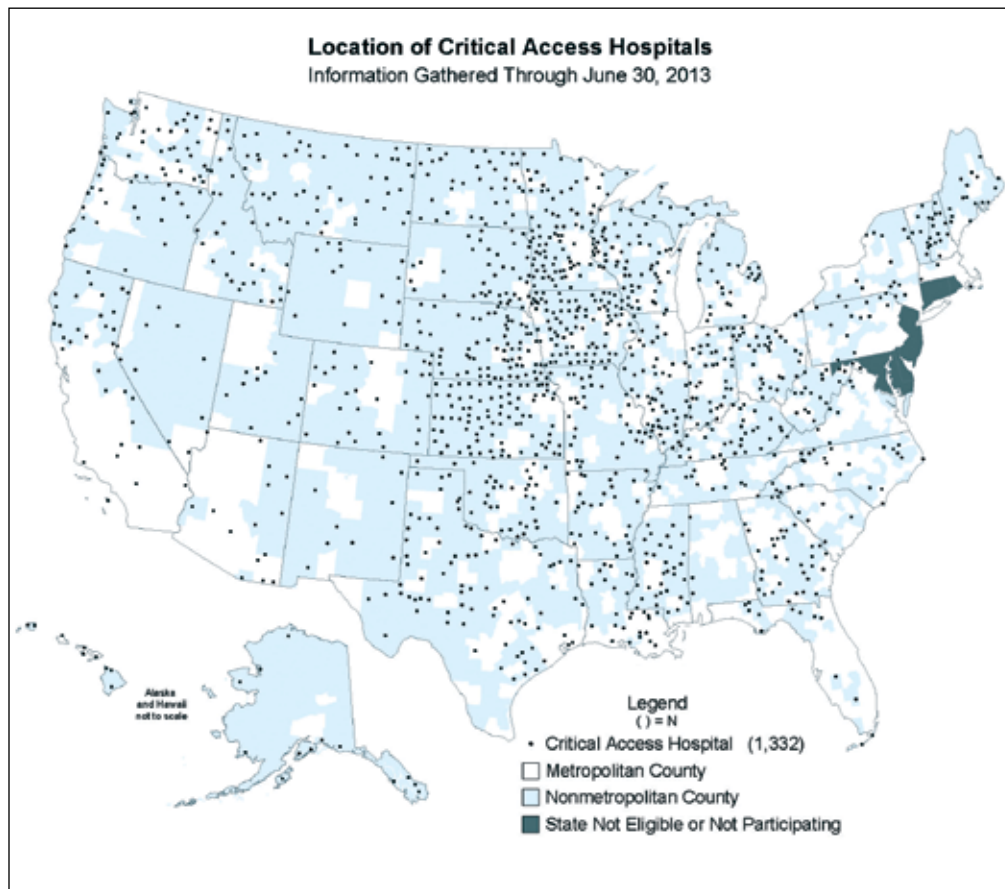 Location of Critical Access Hospitals
Information Gathered Through June 30, 2013
Alaska
and Hawaii
not to scale
Legend
( ) = N
Critical Access Hospital (1,332)
Metropolitan County
Nonmetropolitan County
State Not Eligible or Not Participating